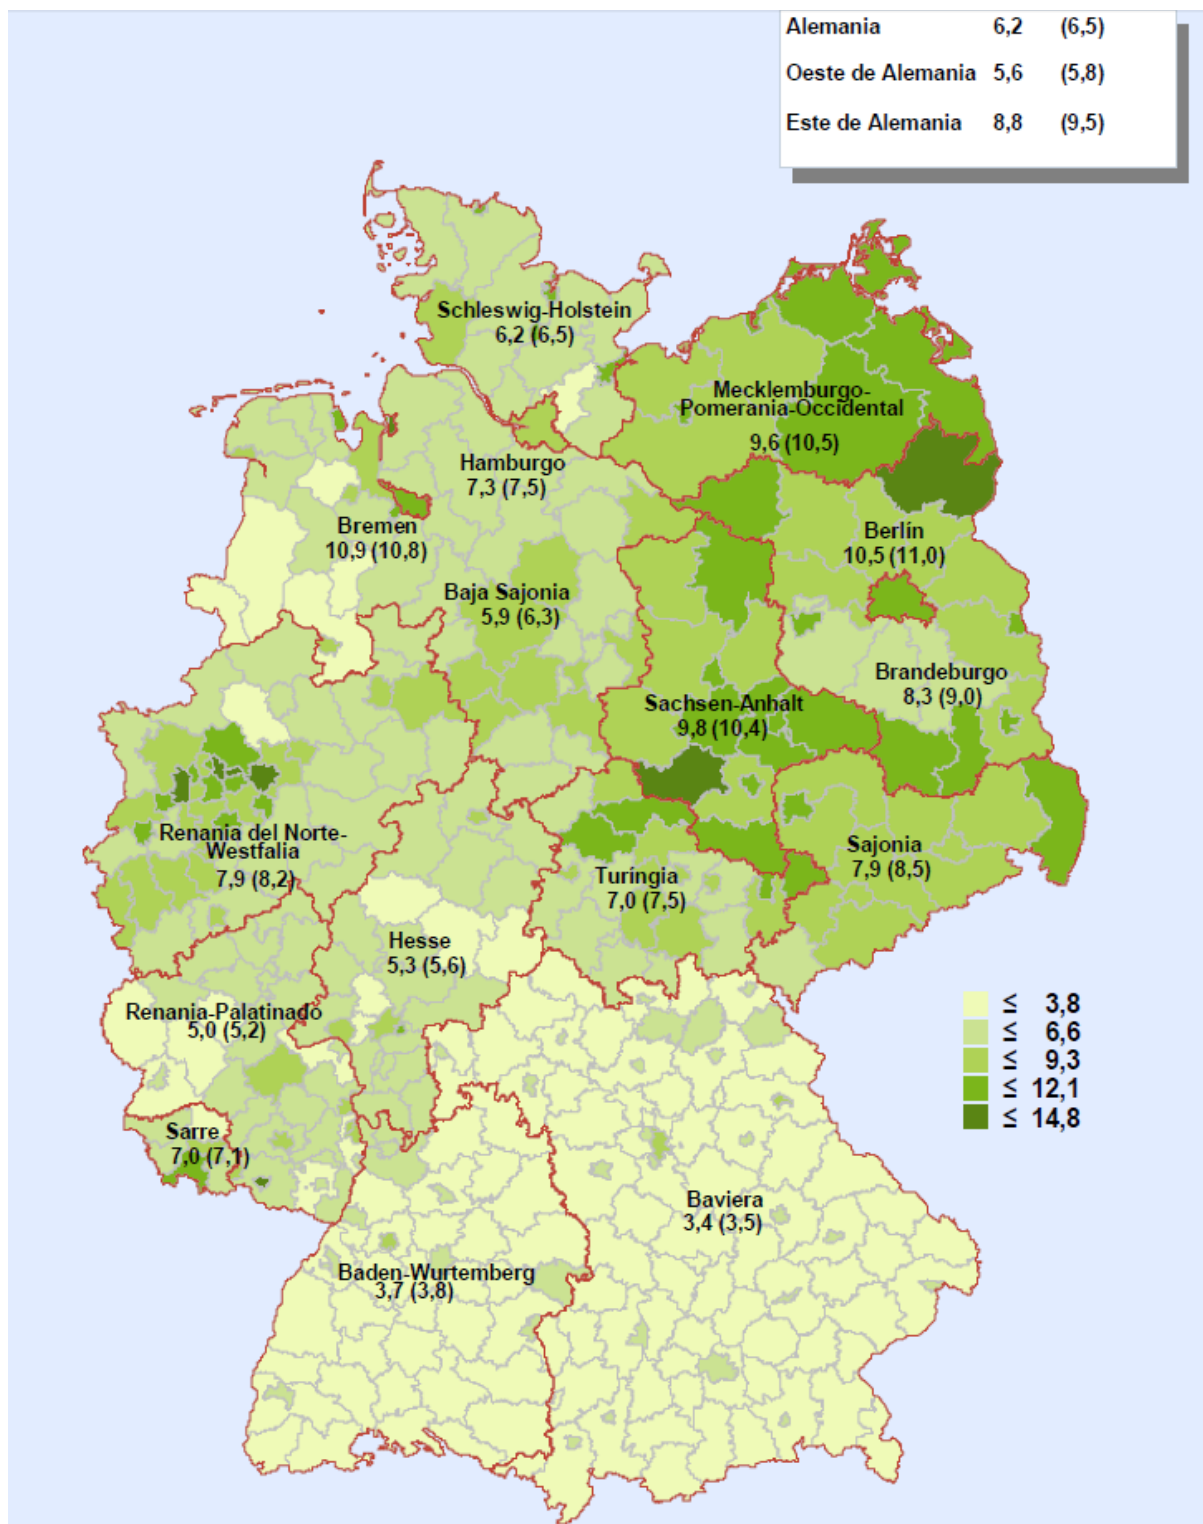 Alemania 6,2 (6,5)
Oeste de Alemania 5,6 (5,8)
Este de Alemania 8,8 (9,5)
Schleswig-Holstein
6,2 (6,5)
Mecklemburgo-
Pomerania-Occidental
9,6 (10,5)
Hamburgo
7,3 (7,5)
Bremen
10,9 (10,8)
Berlín
10,5 (11,0)
Baja Sajonia
5,9 (6,3)
Brandeburgo
8,3 (9,0)
Sachsen-Anhalt
9,8 (10,4)
Renania del Norte-
Westfalia
7,9 (8,2)
Sajonia
7,9 (8,5)
Turingia
7,0 (7,5)
Hesse
5,3 (5,6)
Renania-Palatinado
5,0 (5,2)
≤ 3,8
≤ 6,6
≤ 9,3
≤ 12,1
≤ 14,8
Sarre
7,0 (7,1)
Baviera
3,4 (3,5)
Baden-Wurtemberg
3,7 (3,8)